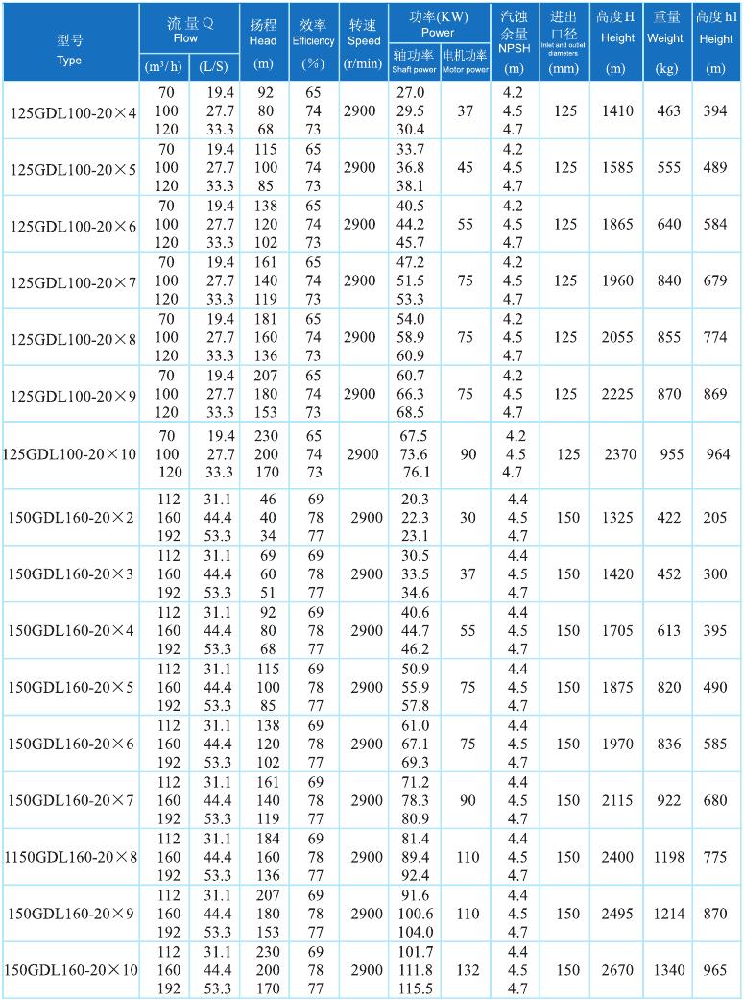 型号 Type 流量Q Flow (m³/h) (L/S) 扬程 Head (m) 效率 Efficiency (%) 转速 Speed (r/min) 功率(KW) Power 轴功率 Shaft power 电机功率 Motor power 汽蚀余量 NPSH (m) 进出口径 Inlet and outlet diameters (mm) 高度H Height (m) 重量 Weight (kg) 高度h1 Height (m)
70 19.4 92 65 27.0 4.2
125GDL100-20×4 100 27.7 80 74 2900 29.5 37 4.5 125 1410 463 394
120 33.3 68 73 30.4 4.7
70 19.4 115 65 33.7 4.2
125GDL100-20×5 100 27.7 100 74 2900 36.8 45 4.5 125 1585 555 489
120 33.3 85 73 38.1 4.7
70 19.4 138 65 40.5 4.2
125GDL100-20×6 100 27.7 120 74 2900 44.2 55 4.5 125 1865 640 584
120 33.3 102 73 45.7 4.7
70 19.4 161 65 47.2 4.2
125GDL100-20×7 100 27.7 140 74 2900 51.5 75 4.5 125 1960 840 679
120 33.3 119 73 53.3 4.7
70 19.4 181 65 54.0 4.2
125GDL100-20×8 100 27.7 160 74 2900 58.9 75 4.5 125 2055 855 774
120 33.3 136 73 60.9 4.7
70 19.4 207 65 60.7 4.2
125GDL100-20×9 100 27.7 180 74 2900 66.3 75 4.5 125 2225 870 869
120 33.3 153 73 68.5 4.7
70 19.4 230 65 67.5 4.2
125GDL100-20×10 100 27.7 200 74 2900 73.6 90 4.5 125 2370 955 964
120 33.3 170 73 76.1 4.7
112 31.1 46 69 20.3 4.4
150GDL160-20×2 160 44.4 40 78 2900 22.3 30 4.5 150 1325 422 205
192 53.3 34 77 23.1 4.7
112 31.1 69 69 30.5 4.4
150GDL160-20×3 160 44.4 60 78 2900 33.5 37 4.5 150 1420 452 300
192 53.3 51 77 34.6 4.7
112 31.1 92 69 40.6 4.4
150GDL160-20×4 160 44.4 80 78 2900 44.7 55 4.5 150 1705 613 395
192 53.3 68 77 46.2 4.7
112 31.1 115 69 50.9 4.4
150GDL160-20×5 160 44.4 100 78 2900 55.9 75 4.5 150 1875 820 490
192 53.3 85 77 57.8 4.7
112 31.1 138 69 61.0 4.4
150GDL160-20×6 160 44.4 120 78 2900 67.1 75 4.5 150 1970 836 585
192 53.3 102 77 69.3 4.7
112 31.1 161 69 71.2 4.4
150GDL160-20×7 160 44.4 140 78 2900 78.3 90 4.5 150 2115 922 680
192 53.3 119 77 80.9 4.7
112 31.1 184 69 81.4 4.4
1150GDL160-20×8 160 44.4 160 78 2900 89.4 110 4.5 150 2400 1198 775
192 53.3 136 77 92.4 4.7
112 31.1 207 69 91.6 4.4
150GDL160-20×9 160 44.4 180 78 2900 100.6 110 4.5 150 2495 1214 870
192 53.3 153 77 104.0 4.7
112 31.1 230 69 101.7 4.4
150GDL160-20×10 160 44.4 200 78 2900 111.8 132 4.5 150 2670 1340 965
192 53.3 170 77 115.5 4.7